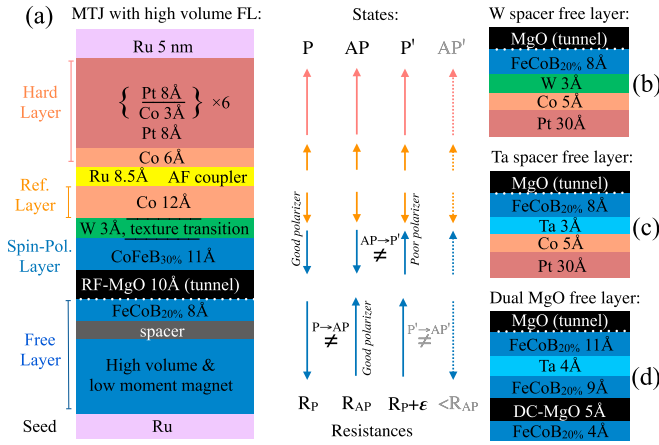 (a) MTJ with high volume FL:
Ru 5 nm
Hard
Layer
{ Pt 8Å
Co 3Å } ×6
Pt 8Å
Co 6Å
Ru 8.5Å AF coupler
Ref.
Layer
Co 12Å
W 3Å, texture transition
Spin-Pol.
Layer
CoFeB30% 11Å
RF-MgO 10Å (tunnel)
FeCoB20% 8Å
spacer
Free
Layer
High volume &
low moment magnet
Seed Ru
States:
P AP P' AP'
Good polarizer
AP→P'
≠
Poor polarizer
P→AP
≠
Good polarizer
P'→AP'
≠
RP RAP RP+ε <RAP
Resistances
W spacer free layer:
MgO (tunnel)
FeCoB20% 8Å
W 3Å
Co 5Å
Pt 30Å
(b)
Ta spacer free layer:
MgO (tunnel)
FeCoB20% 8Å
Ta 3Å
Co 5Å
Pt 30Å
(c)
Dual MgO free layer:
MgO (tunnel)
FeCoB20% 11Å
Ta 4Å
FeCoB20% 9Å
DC-MgO 5Å
FeCoB20% 4Å
(d)